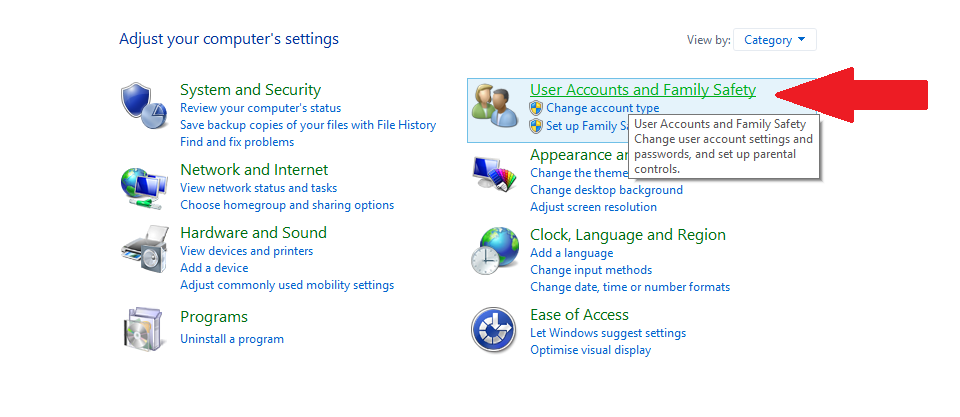 Adjust your computer's settings
View by: Category
System and Security
Review your computer's status
Save backup copies of your files with File History
Find and fix problems
Network and Internet
View network status and tasks
Choose homegroup and sharing options
Hardware and Sound
View devices and printers
Add a device
Adjust commonly used mobility settings
Programs
Uninstall a program
User Accounts and Family Safety
Change account type
Set up Family
User Accounts and Family Safety
Change user account settings and
passwords, and set up parental
controls.
Appearance
Change the theme
Change desktop background
Adjust screen resolution
Clock, Language and Region
Add a language
Change input methods
Change date, time or number formats
Ease of Access
Let Windows suggest settings
Optimise visual display